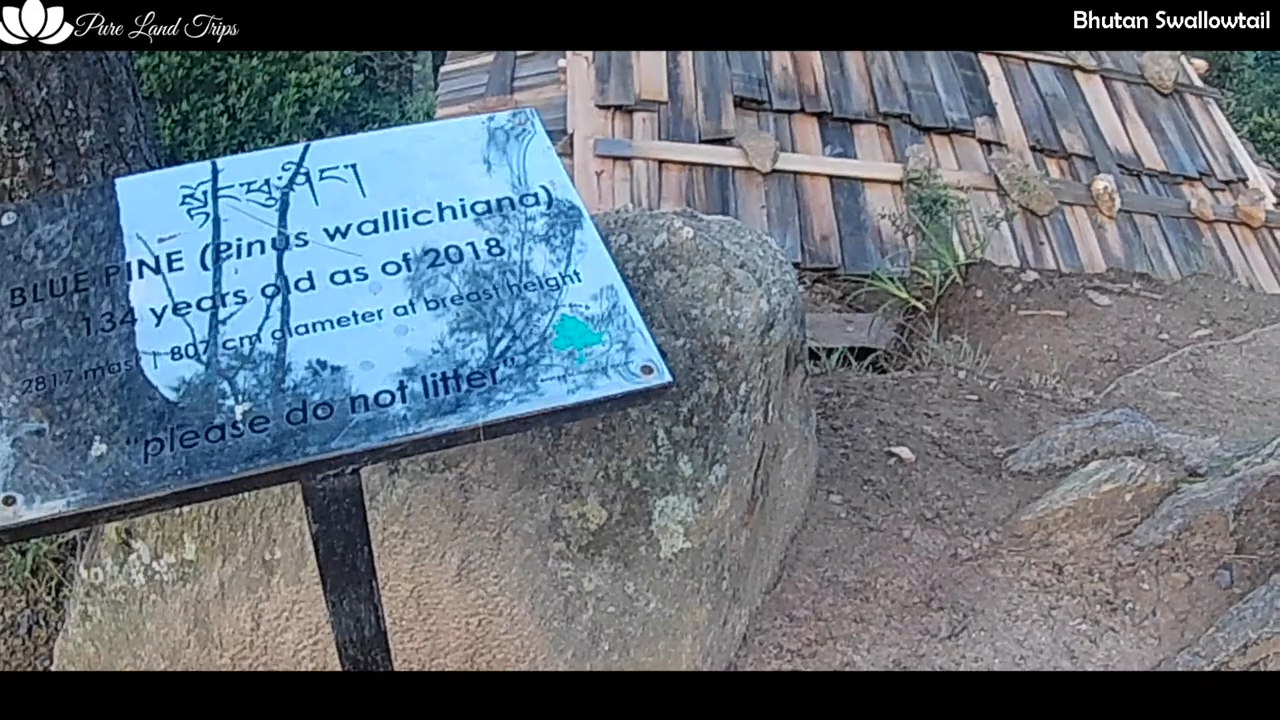 Pure Land Trips
Bhutan Swallowtail
BLUE PINE (Pinus wallichiana)
134 years old as of 2018
2817 masl | 807 cm diameter at breast height
"please do not litter"